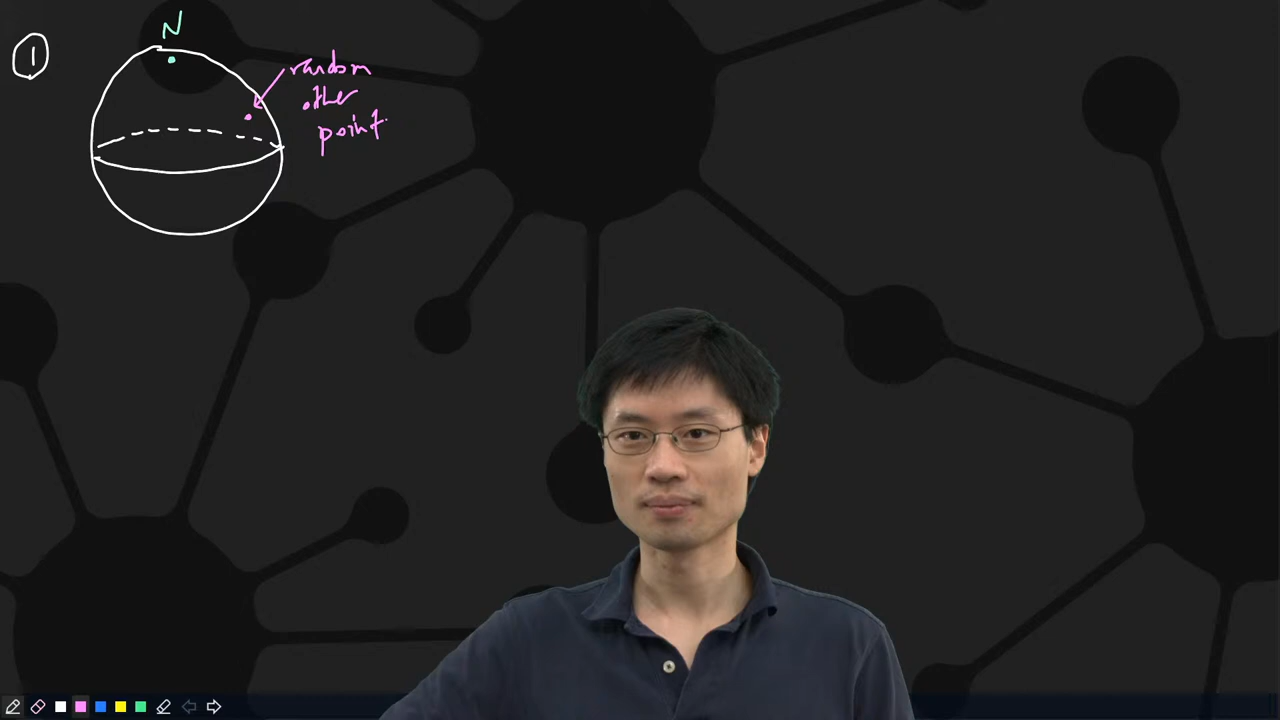 ①
N
random
other
point.